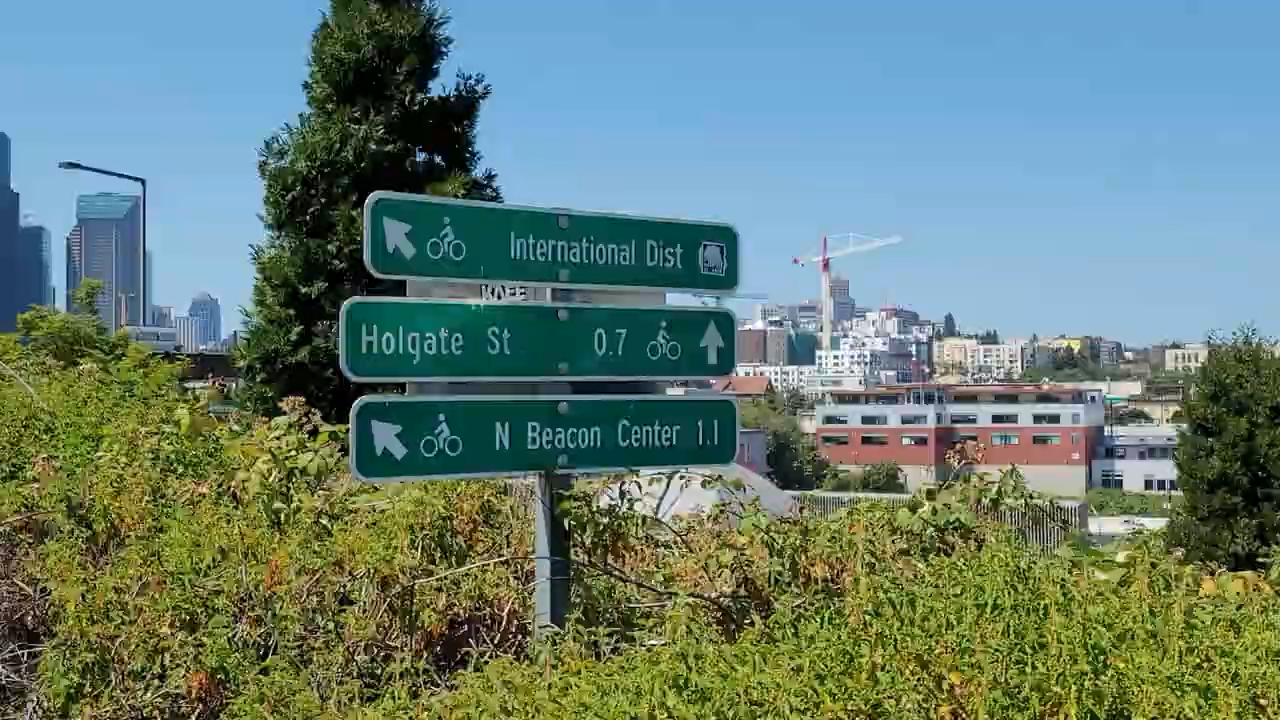 International Dist
Holgate St 0.7
N Beacon Center 1.1